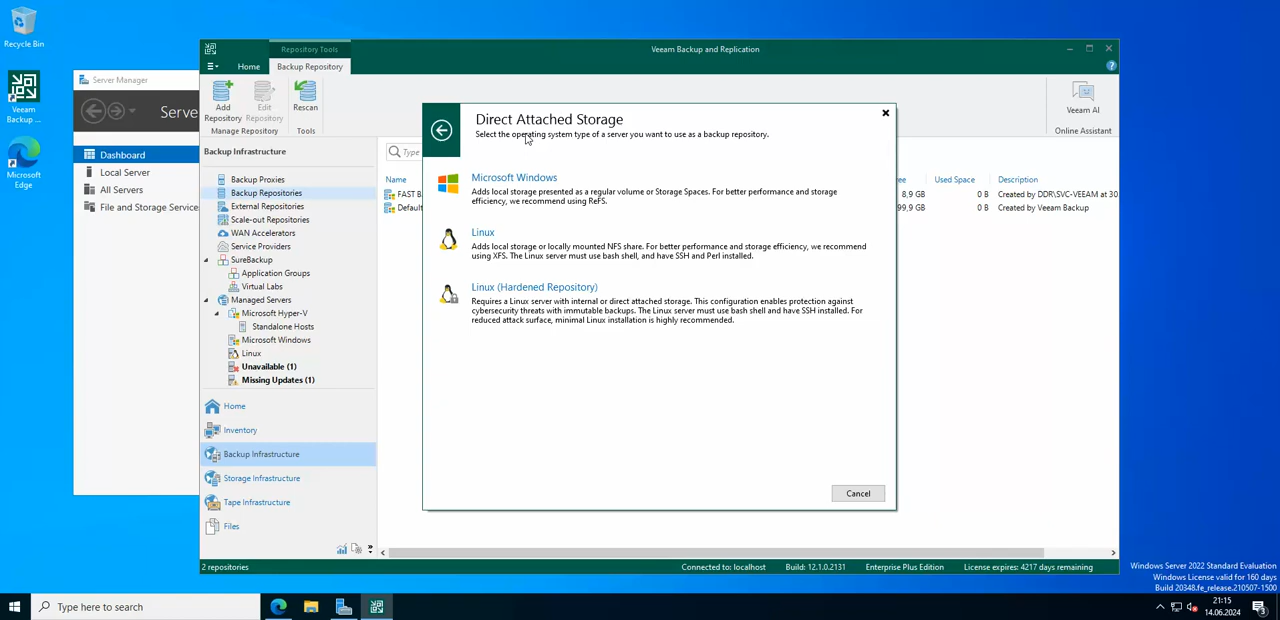 Recycle Bin
Veeam
Backup ...
Microsoft
Edge
Server Manager
Serve
Dashboard
Local Server
All Servers
File and Storage Service
Repository Tools
Veeam Backup and Replication
Home
Backup Repository
Add
Repository
Edit
Repository
Rescan
Manage Repository
Tools
Veeam AI
Online Assistant
Backup Infrastructure
Backup Proxies
Backup Repositories
External Repositories
Scale-out Repositories
WAN Accelerators
Service Providers
SureBackup
Application Groups
Virtual Labs
Managed Servers
Microsoft Hyper-V
Standalone Hosts
Microsoft Windows
Linux
Unavailable (1)
Missing Updates (1)
Home
Inventory
Backup Infrastructure
Storage Infrastructure
Tape Infrastructure
Files
Type
Name
FAST B
Default
Direct Attached Storage
Select the operating system type of a server you want to use as a backup repository.
Microsoft Windows
Adds local storage presented as a regular volume or Storage Spaces. For better performance and storage
efficiency, we recommend using ReFS.
Linux
Adds local storage or locally mounted NFS share. For better performance and storage efficiency, we recommend
using XFS. The Linux server must use bash shell, and have SSH and Perl installed.
Linux (Hardened Repository)
Requires a Linux server with internal or direct attached storage. This configuration enables protection against
cybersecurity threats with immutable backups. The Linux server must use bash shell and have SSH installed. For
reduced attack surface, minimal Linux installation is highly recommended.
Cancel
ee
Used Space
Description
8,9 GB
0 B
Created by DDR\SVC-VEEAM at 30
99,9 GB
0 B
Created by Veeam Backup
2 repositories
Connected to: localhost
Build: 12.1.0.2131
Enterprise Plus Edition
License expires: 4217 days remaining
Windows Server 2022 Standard Evaluation
Windows License valid for 160 days
Build 20348.fe_release.210507-1500
Type here to search
21:15
14.06.2024
3